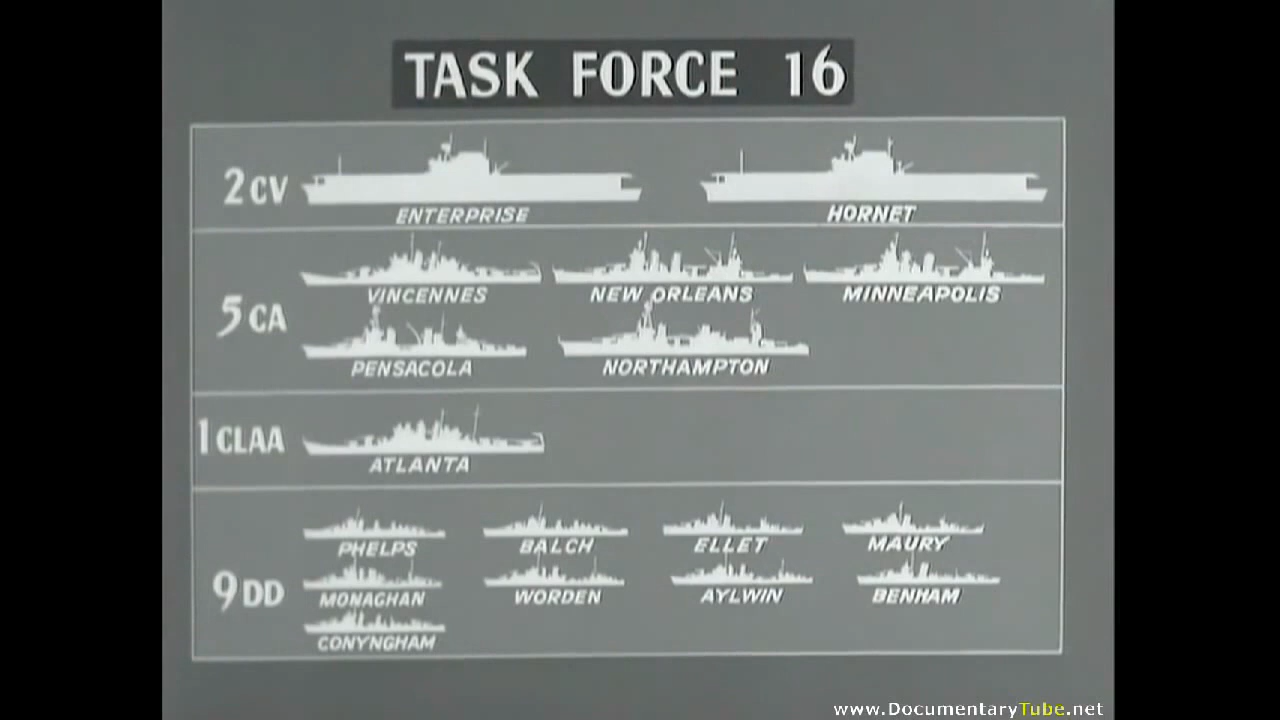 TASK FORCE 16
2 CV
ENTERPRISE HORNET
5 CA
VINCENNES NEW ORLEANS MINNEAPOLIS
PENSACOLA NORTHAMPTON
1 CLAA
ATLANTA
9 DD
PHELPS BALCH ELLET MAURY
MONAGHAN WORDEN AYLWIN BENHAM
CONYNGHAM
www.DocumentaryTube.net